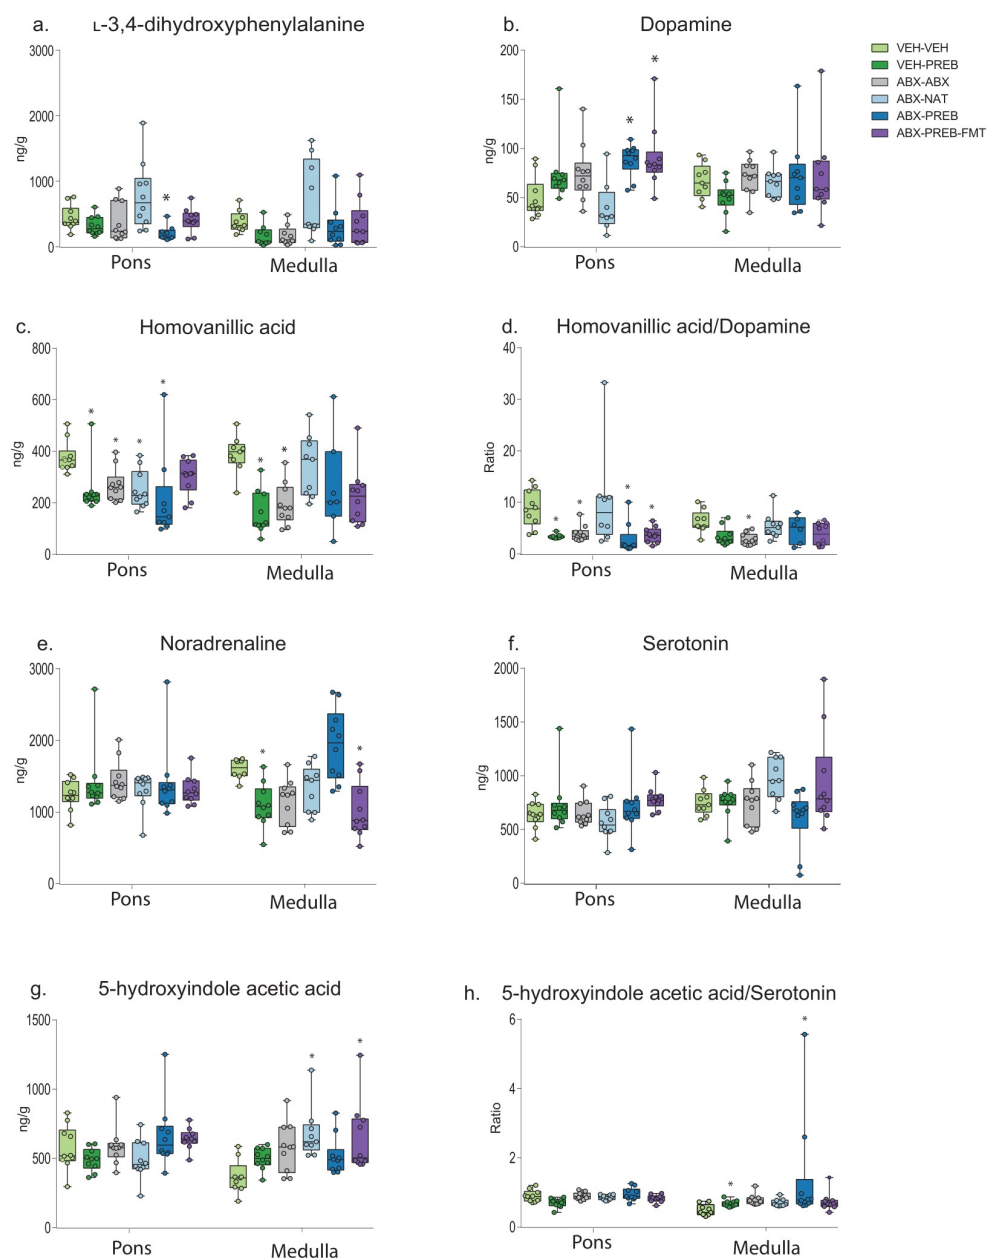 a. ʟ-3,4-dihydroxyphenylalanine
3000
2000
1000
0
ng/g
*
Pons Medulla
b. Dopamine
200
150
100
50
0
ng/g
* *
Pons Medulla
VEH-VEH
VEH-PREB
ABX-ABX
ABX-NAT
ABX-PREB
ABX-PREB-FMT
c. Homovanillic acid
800
600
400
200
0
ng/g
* * * * * *
Pons Medulla
d. Homovanillic acid/Dopamine
40
30
20
10
0
Ratio
* * * * *
Pons Medulla
e. Noradrenaline
3000
2000
1000
0
ng/g
* *
Pons Medulla
f. Serotonin
2000
1500
1000
500
0
ng/g
Pons Medulla
g. 5-hydroxyindole acetic acid
1500
1000
500
0
ng/g
* *
Pons Medulla
h. 5-hydroxyindole acetic acid/Serotonin
6
4
2
0
Ratio
* *
Pons Medulla